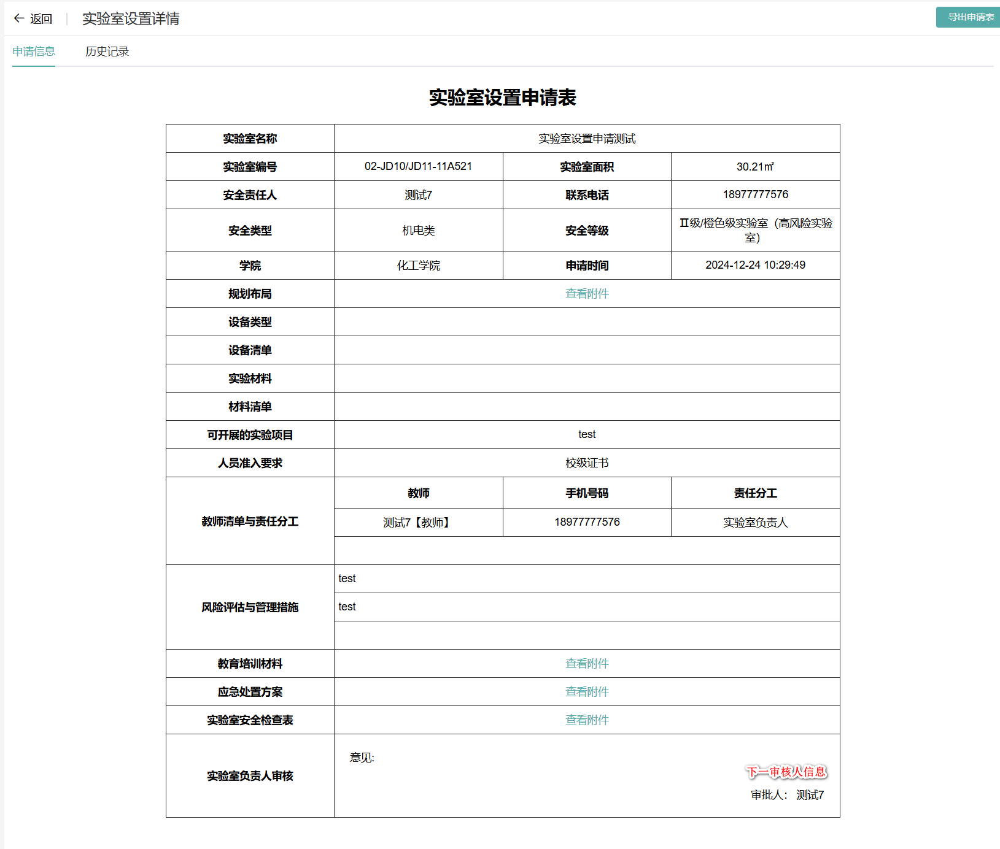 返回
实验室设置详情
导出申请表
申请信息
历史记录
实验室设置申请表
实验室名称
实验室设置申请测试
实验室编号
02-JD10/JD11-11A521
实验室面积
30.21㎡
安全责任人
测试7
联系电话
18977777576
安全类型
机电类
安全等级
Ⅱ级/橙色级实验室（高风险实验
室）
学院
化工学院
申请时间
2024-12-24 10:29:49
规划布局
查看附件
设备类型
设备清单
实验材料
材料清单
可开展的实验项目
test
人员准入要求
校级证书
教师清单与责任分工
教师
手机号码
责任分工
测试7【教师】
18977777576
实验室负责人
风险评估与管理措施
test
test
教育培训材料
查看附件
应急处置方案
查看附件
实验室安全检查表
查看附件
实验室负责人审核
意见:
下一审核人信息
审批人： 测试7